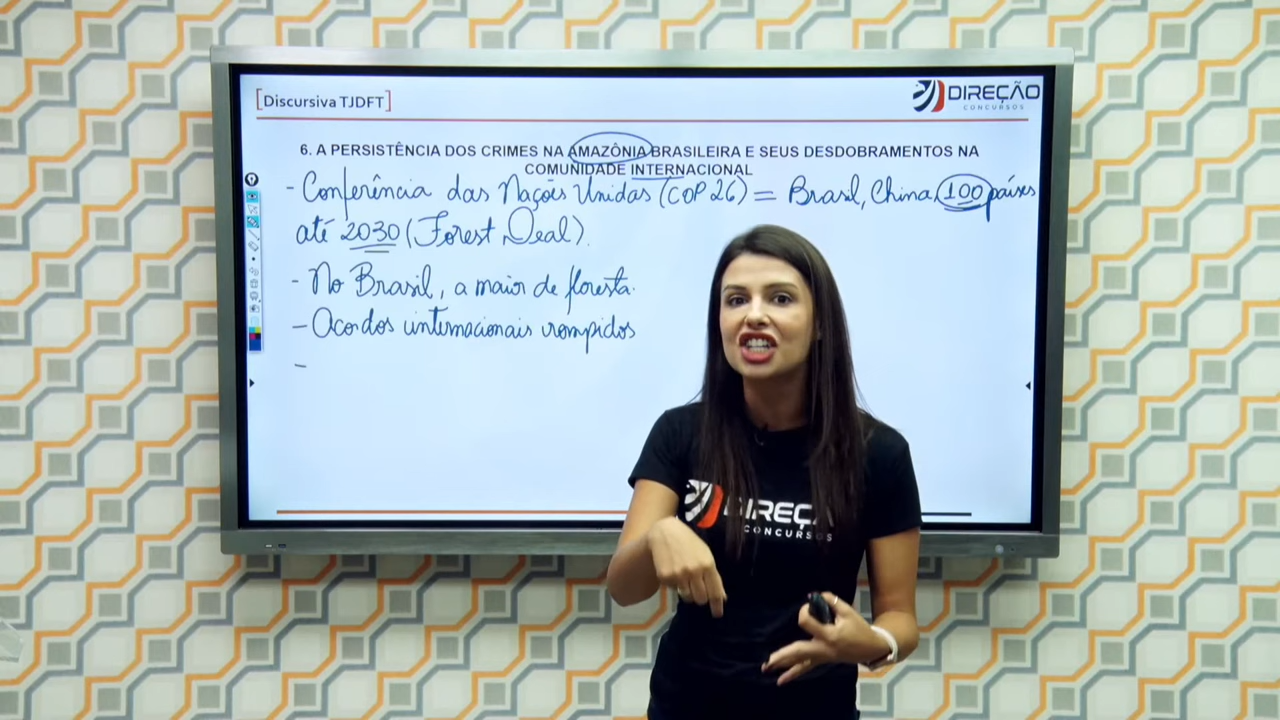 [Discursiva TJDFT]
DIREÇÃO
CONCURSOS
6. A PERSISTÊNCIA DOS CRIMES NA AMAZÔNIA BRASILEIRA E SEUS DESDOBRAMENTOS NA
COMUNIDADE INTERNACIONAL
- Conferência das Nações Unidas (COP 26) = Brasil, China, 100 países
até 2030 (Forest Deal).
- No Brasil, a maior de floresta.
- Acordos internacionais rompidos
-
DIREÇÃ
CONCURSOS